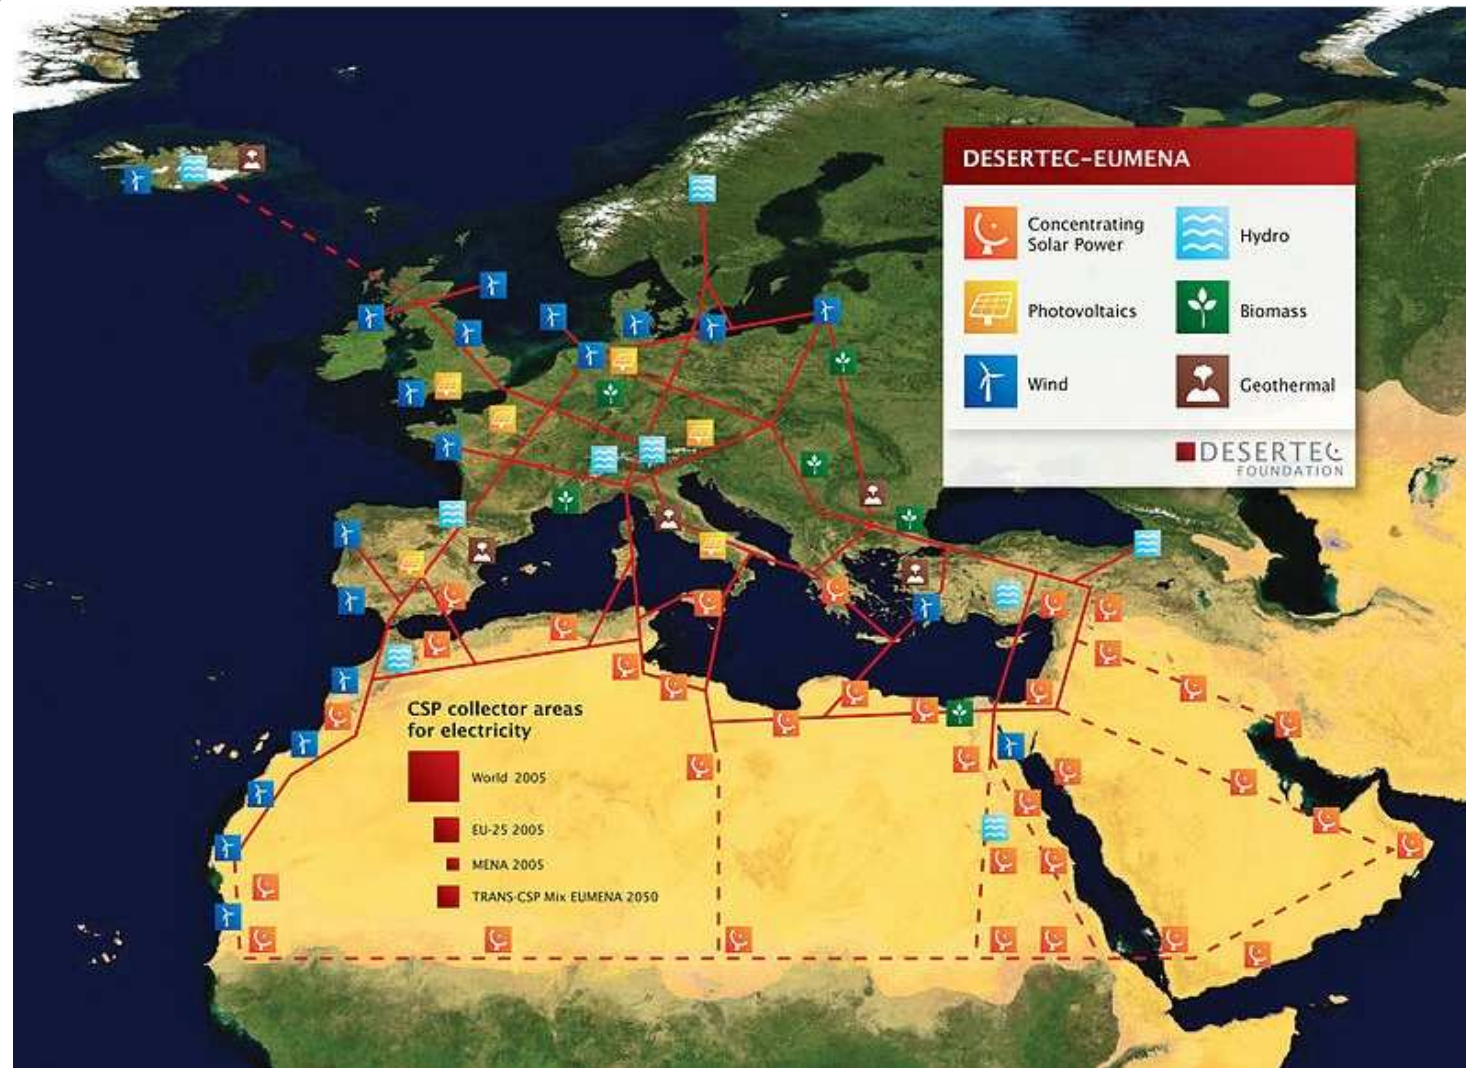 DESERTEC-EUMENA
Concentrating
Solar Power
Hydro
Photovoltaics
Biomass
Wind
Geothermal
DESERTEC
FOUNDATION
CSP collector areas
for electricity
World 2005
EU-25 2005
MENA 2005
TRANS-CSP Mix EUMENA 2050